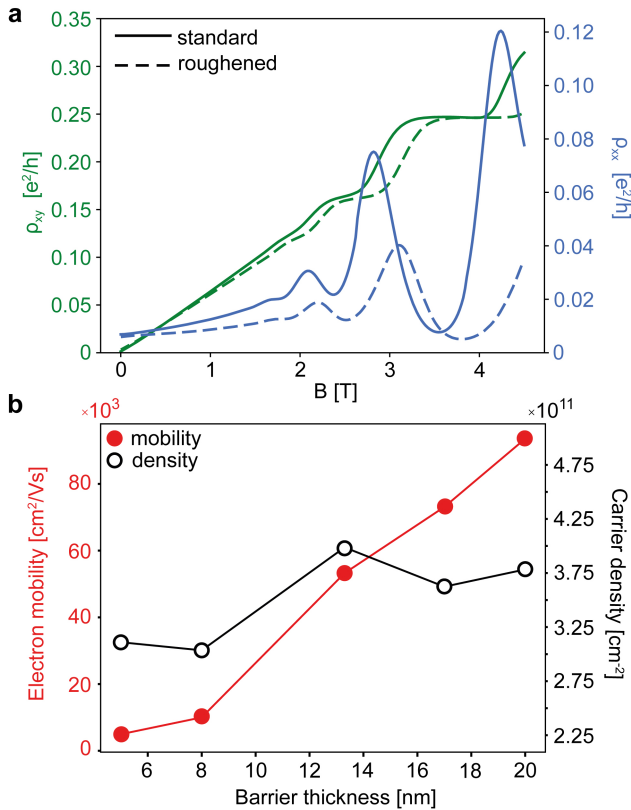 a
standard
roughened
0.35
0.30
0.25
0.20
0.15
0.10
0.05
0
ρxy [e²/h]
0.12
0.10
0.08
0.06
0.04
0.02
0
ρxx [e²/h]
0 1 2 3 4
B [T]
b
×10³
×10¹¹
mobility
density
80
60
40
20
0
Electron mobility [cm²/Vs]
4.75
4.25
3.75
3.25
2.75
2.25
Carrier density [cm⁻²]
6 8 10 12 14 16 18 20
Barrier thickness [nm]